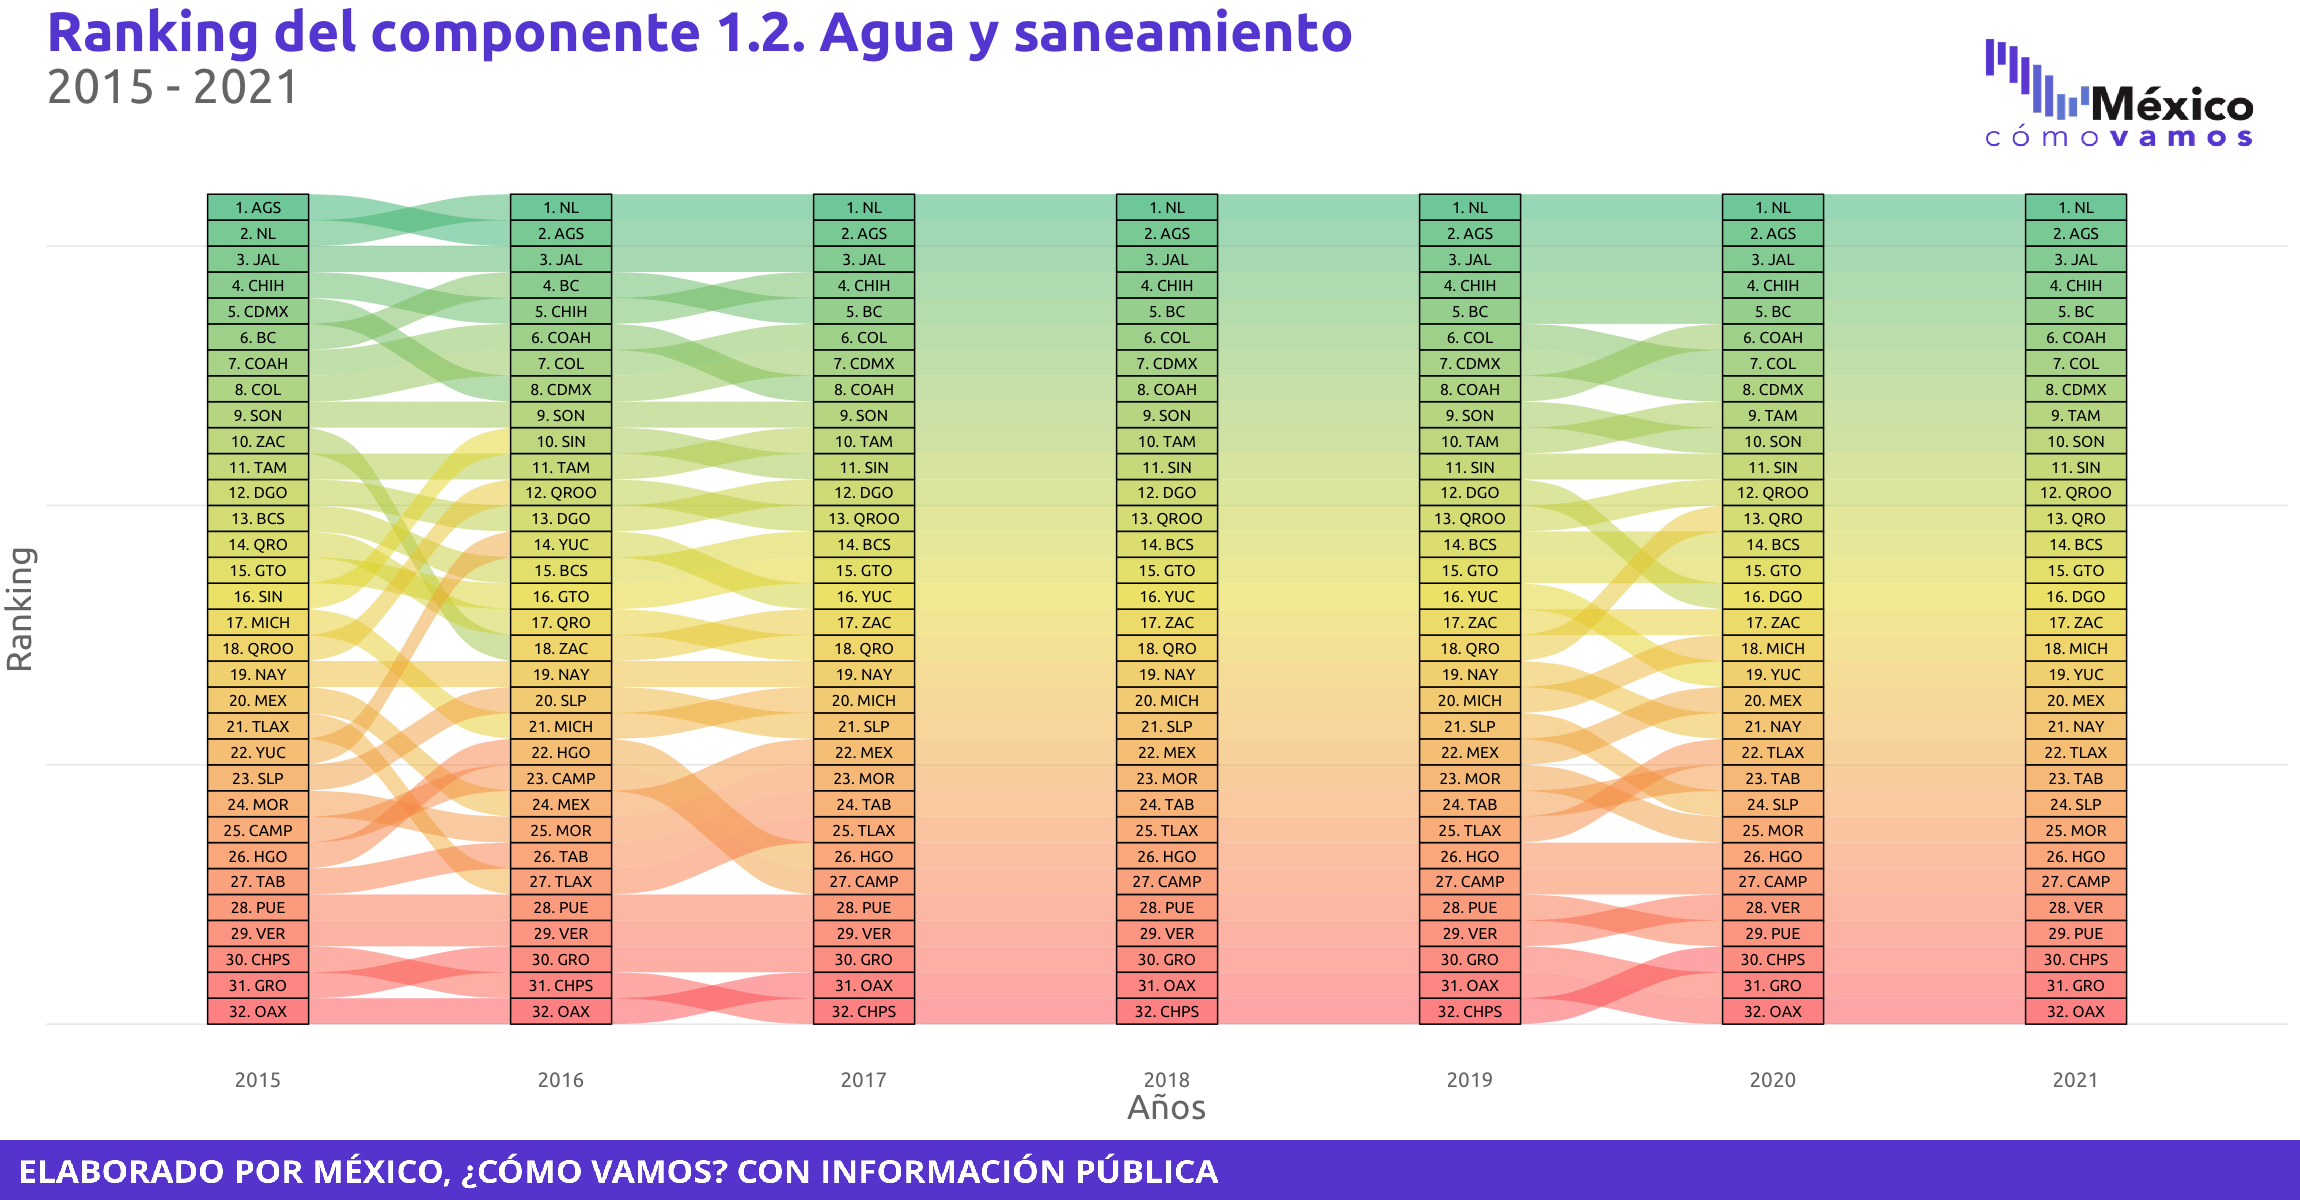 Ranking del componente 1.2. Agua y saneamiento
2015 - 2021
México
cómovamos
Ranking
1. AGS 1. NL 1. NL 1. NL 1. NL 1. NL 1. NL
2. NL 2. AGS 2. AGS 2. AGS 2. AGS 2. AGS 2. AGS
3. JAL 3. JAL 3. JAL 3. JAL 3. JAL 3. JAL 3. JAL
4. CHIH 4. BC 4. CHIH 4. CHIH 4. CHIH 4. CHIH 4. CHIH
5. CDMX 5. CHIH 5. BC 5. BC 5. BC 5. BC 5. BC
6. BC 6. COAH 6. COL 6. COL 6. COL 6. COAH 6. COAH
7. COAH 7. COL 7. CDMX 7. CDMX 7. CDMX 7. COL 7. COL
8. COL 8. CDMX 8. COAH 8. COAH 8. COAH 8. CDMX 8. CDMX
9. SON 9. SON 9. SON 9. SON 9. SON 9. TAM 9. TAM
10. ZAC 10. SIN 10. TAM 10. TAM 10. TAM 10. SON 10. SON
11. TAM 11. TAM 11. SIN 11. SIN 11. SIN 11. SIN 11. SIN
12. DGO 12. QROO 12. DGO 12. DGO 12. DGO 12. QROO 12. QROO
13. BCS 13. DGO 13. QROO 13. QROO 13. QROO 13. QRO 13. QRO
14. QRO 14. YUC 14. BCS 14. BCS 14. BCS 14. BCS 14. BCS
15. GTO 15. BCS 15. GTO 15. GTO 15. GTO 15. GTO 15. GTO
16. SIN 16. GTO 16. YUC 16. YUC 16. YUC 16. DGO 16. DGO
17. MICH 17. QRO 17. ZAC 17. ZAC 17. ZAC 17. ZAC 17. ZAC
18. QROO 18. ZAC 18. QRO 18. QRO 18. QRO 18. MICH 18. MICH
19. NAY 19. NAY 19. NAY 19. NAY 19. NAY 19. YUC 19. YUC
20. MEX 20. SLP 20. MICH 20. MICH 20. MICH 20. MEX 20. MEX
21. TLAX 21. MICH 21. SLP 21. SLP 21. SLP 21. NAY 21. NAY
22. YUC 22. HGO 22. MEX 22. MEX 22. MEX 22. TLAX 22. TLAX
23. SLP 23. CAMP 23. MOR 23. MOR 23. MOR 23. TAB 23. TAB
24. MOR 24. MEX 24. TAB 24. TAB 24. TAB 24. SLP 24. SLP
25. CAMP 25. MOR 25. TLAX 25. TLAX 25. TLAX 25. MOR 25. MOR
26. HGO 26. TAB 26. HGO 26. HGO 26. HGO 26. HGO 26. HGO
27. TAB 27. TLAX 27. CAMP 27. CAMP 27. CAMP 27. CAMP 27. CAMP
28. PUE 28. PUE 28. PUE 28. PUE 28. PUE 28. VER 28. VER
29. VER 29. VER 29. VER 29. VER 29. VER 29. PUE 29. PUE
30. CHPS 30. GRO 30. GRO 30. GRO 30. GRO 30. CHPS 30. CHPS
31. GRO 31. CHPS 31. OAX 31. OAX 31. OAX 31. GRO 31. GRO
32. OAX 32. OAX 32. CHPS 32. CHPS 32. CHPS 32. OAX 32. OAX
2015 2016 2017 2018 2019 2020 2021
Años
ELABORADO POR MÉXICO, ¿CÓMO VAMOS? CON INFORMACIÓN PÚBLICA